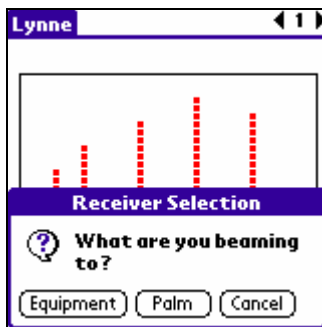 Lynne 1
Receiver Selection
What are you beaming
to?
Equipment Palm Cancel